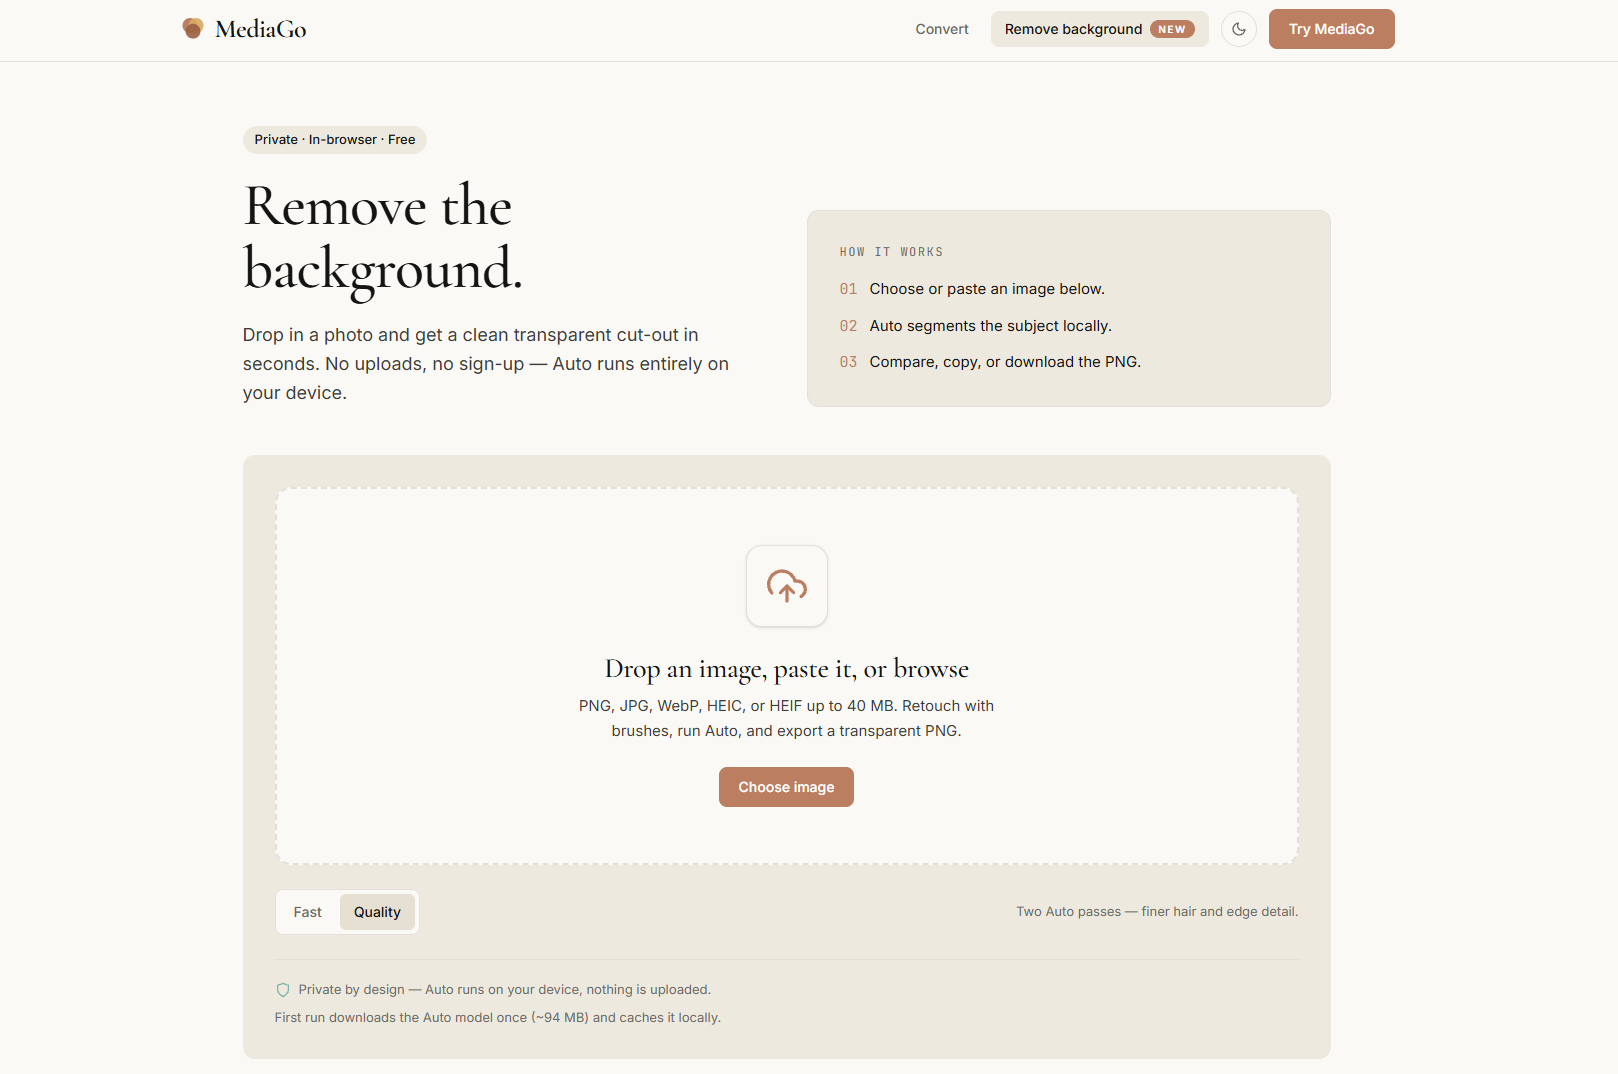 MediaGo
Convert
Remove background NEW
Try MediaGo
Private · In-browser · Free
Remove the
background.
Drop in a photo and get a clean transparent cut-out in
seconds. No uploads, no sign-up — Auto runs entirely on
your device.
HOW IT WORKS
01 Choose or paste an image below.
02 Auto segments the subject locally.
03 Compare, copy, or download the PNG.
Drop an image, paste it, or browse
PNG, JPG, WebP, HEIC, or HEIF up to 40 MB. Retouch with
brushes, run Auto, and export a transparent PNG.
Choose image
Fast
Quality
Two Auto passes — finer hair and edge detail.
Private by design — Auto runs on your device, nothing is uploaded.
First run downloads the Auto model once (~94 MB) and caches it locally.